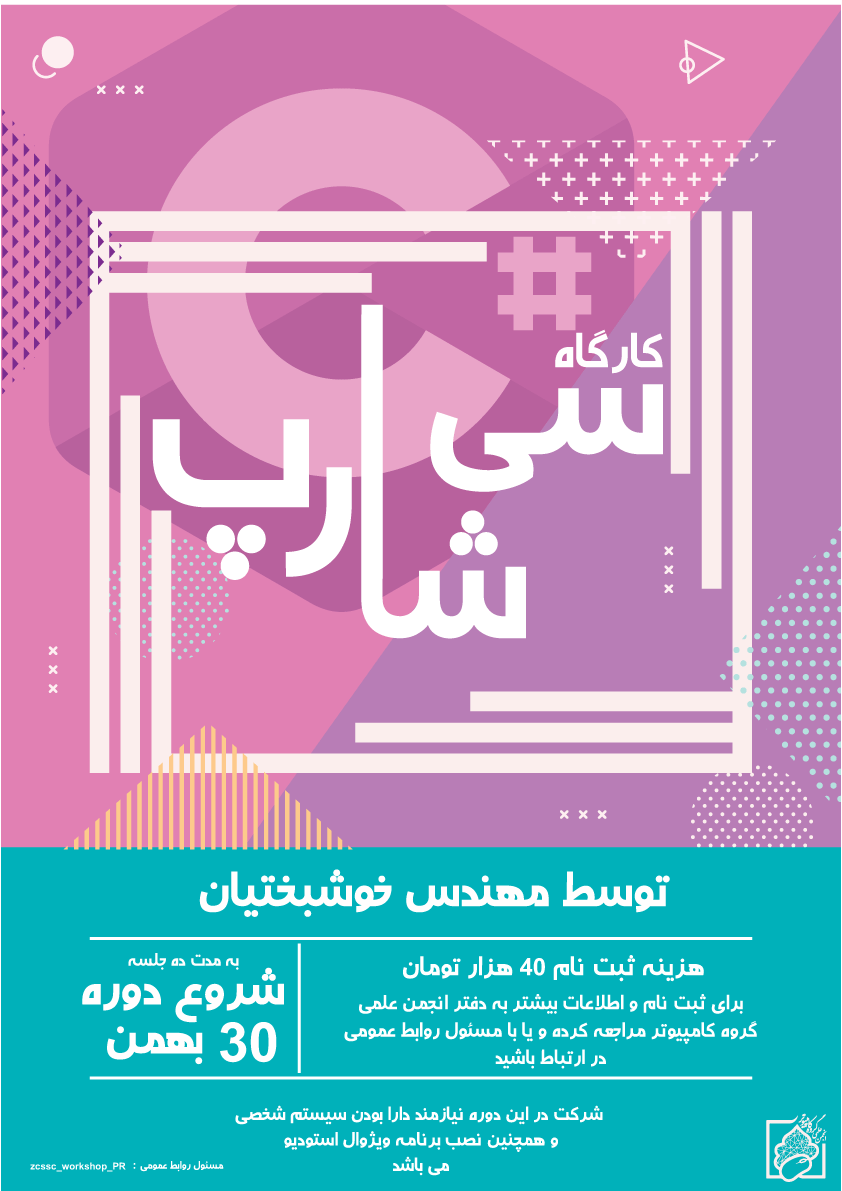 C#
کارگاه
سی
شارپ
توسط مهندس خوشبختیان
هزینه ثبت نام 40 هزار تومان
برای ثبت نام و اطلاعات بیشتر به دفتر انجمن علمی
گروه کامپیوتر مراجعه کرده و یا با مسئول روابط عمومی
در ارتباط باشید
به مدت ده جلسه
شروع دوره
30 بهمن
شرکت در این دوره نیازمند دارا بودن سیستم شخصی
و همچنین نصب برنامه ویژوال استودیو
می باشد
مسئول روابط عمومی : zcssc_workshop_PR